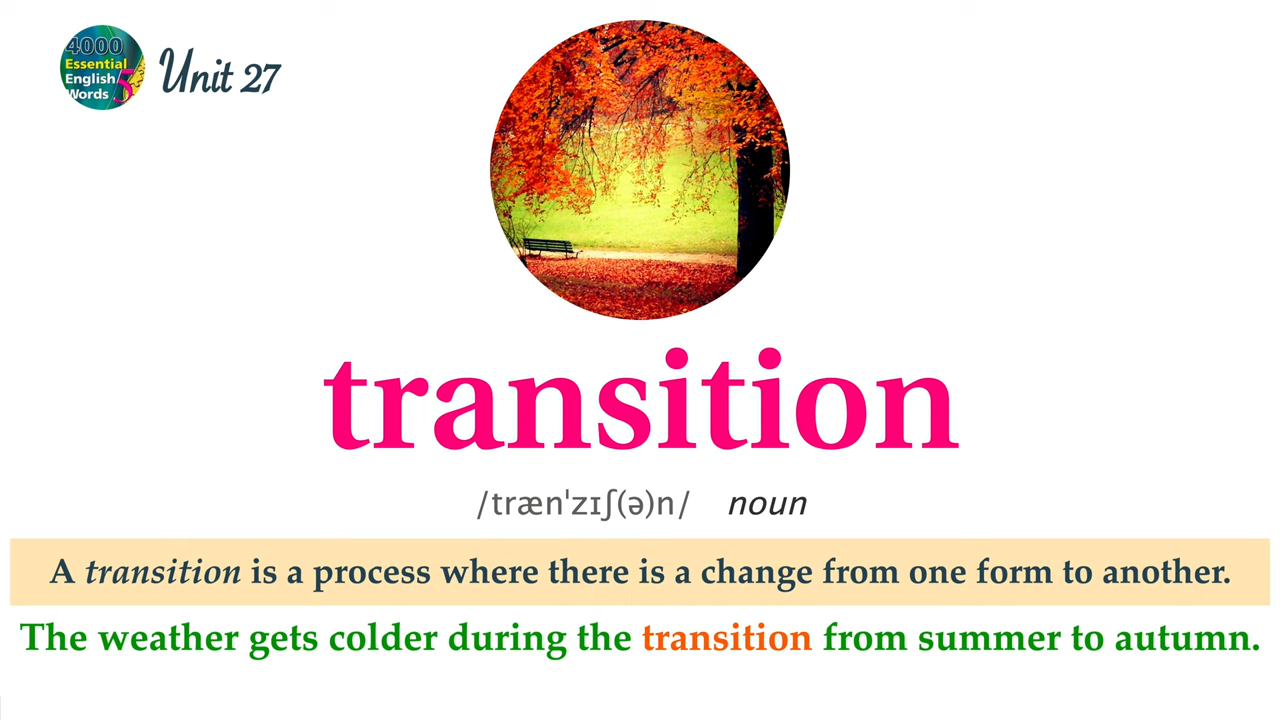 4000
Essential
English
Words 5
Unit 27
transition
/trænˈzɪʃ(ə)n/ noun
A transition is a process where there is a change from one form to another.
The weather gets colder during the transition from summer to autumn.